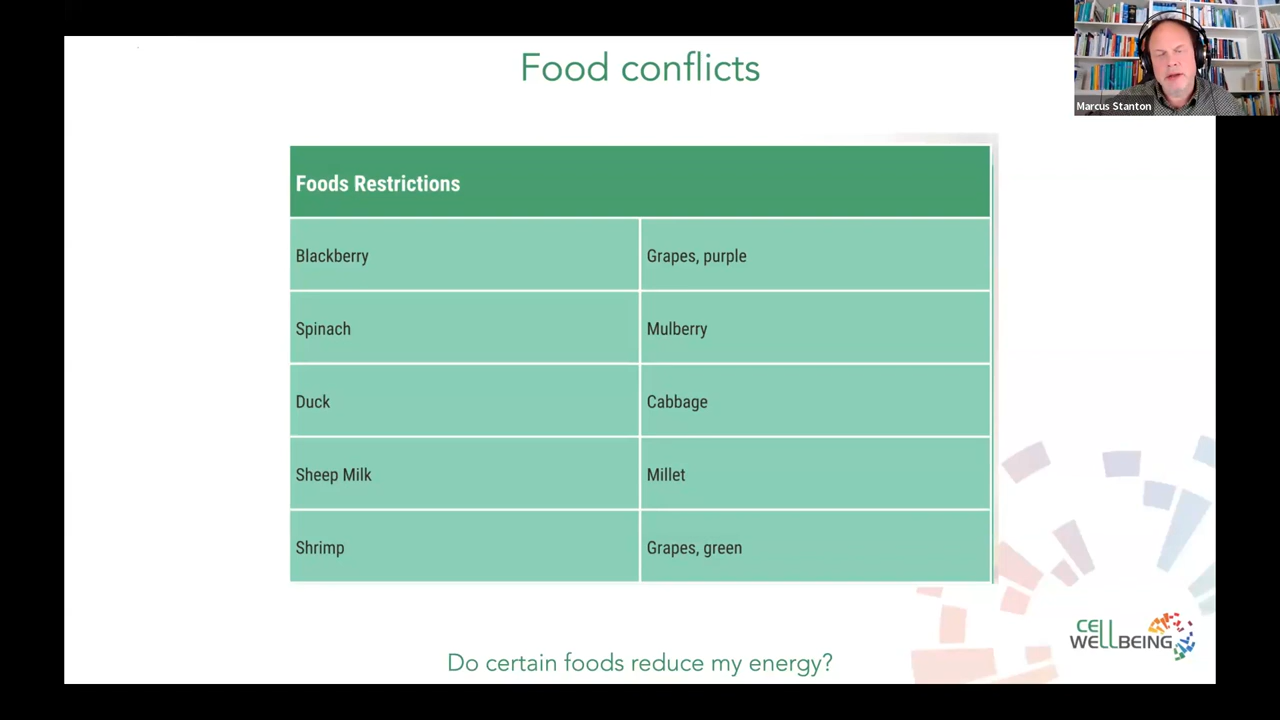 Food conflicts
Marcus Stanton
Foods Restrictions
Blackberry
Grapes, purple
Spinach
Mulberry
Duck
Cabbage
Sheep Milk
Millet
Shrimp
Grapes, green
Do certain foods reduce my energy?
CELL
WELLBEING